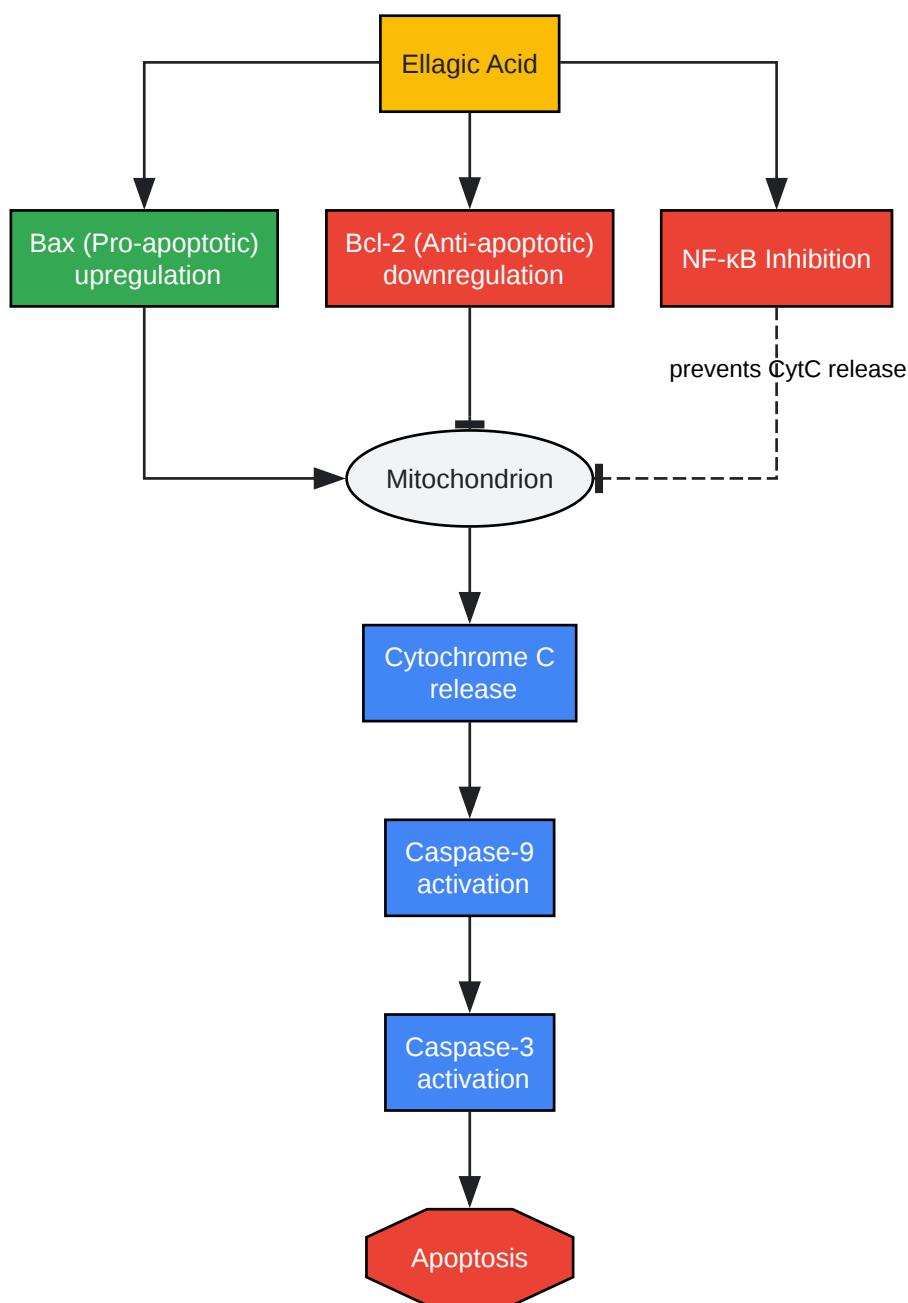 Ellagic Acid
Bax (Pro-apoptotic)
upregulation
Bcl-2 (Anti-apoptotic)
downregulation
NF-κB Inhibition
prevents CytC release
Mitochondrion
Cytochrome C
release
Caspase-9
activation
Caspase-3
activation
Apoptosis